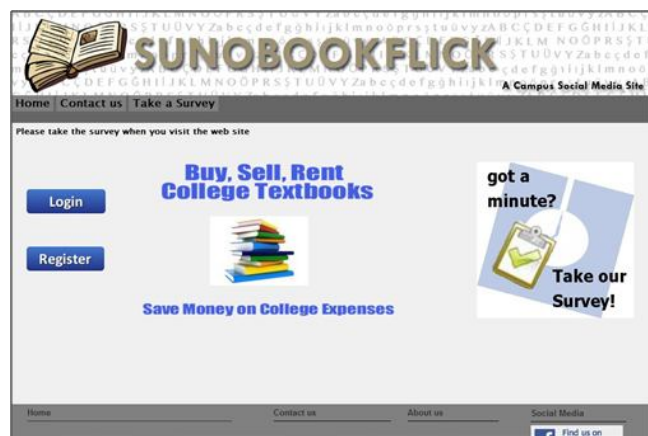 SUNOBOOKFLICK
A Campus Social Media Site
Home Contact us Take a Survey
Please take the survey when you visit the web site
Buy, Sell, Rent
College Textbooks
Login
Register
Save Money on College Expenses
got a
minute?
Take our
Survey!
Home Contact us About us Social Media
Find us on